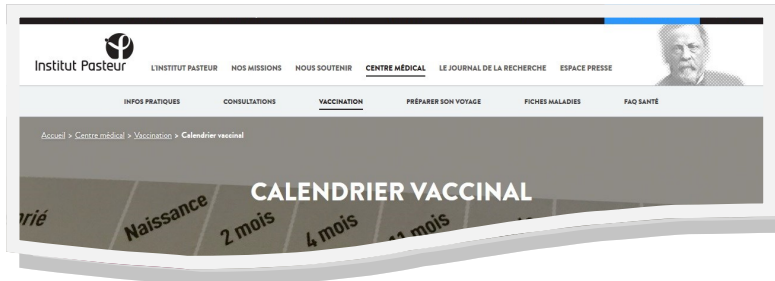 Institut Pasteur
L'INSTITUT PASTEUR NOS MISSIONS NOUS SOUTENIR CENTRE MÉDICAL LE JOURNAL DE LA RECHERCHE ESPACE PRESSE
INFOS PRATIQUES CONSULTATIONS VACCINATION PRÉPARER SON VOYAGE FICHES MALADIES FAQ SANTÉ
Accueil > Centre médical > Vaccination > Calendrier vaccinal
CALENDRIER VACCINAL
Naissance 2 mois 4 mois 11 mois